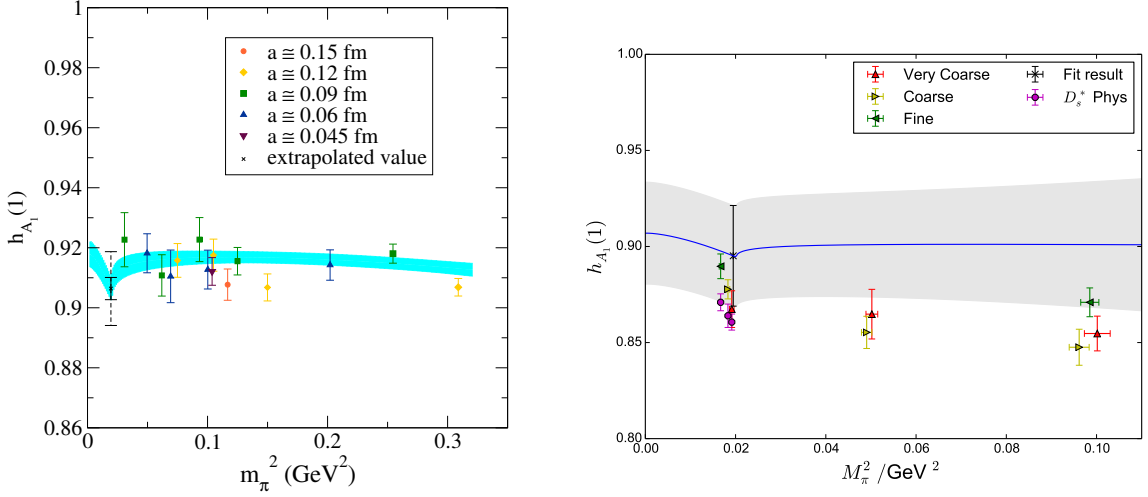 1
0.98
0.96
0.94
0.92
0.9
0.88
0.86
h_{A_1}(1)
a ≅ 0.15 fm
a ≅ 0.12 fm
a ≅ 0.09 fm
a ≅ 0.06 fm
a ≅ 0.045 fm
extrapolated value
0 0.1 0.2 0.3
m_π^2 (GeV^2)
1.00
0.95
0.90
0.85
0.80
h_{A_1}(1)
Very Coarse
Coarse
Fine
Fit result
D_s^* Phys
0.00 0.02 0.04 0.06 0.08 0.10
M_π^2 /GeV ^2